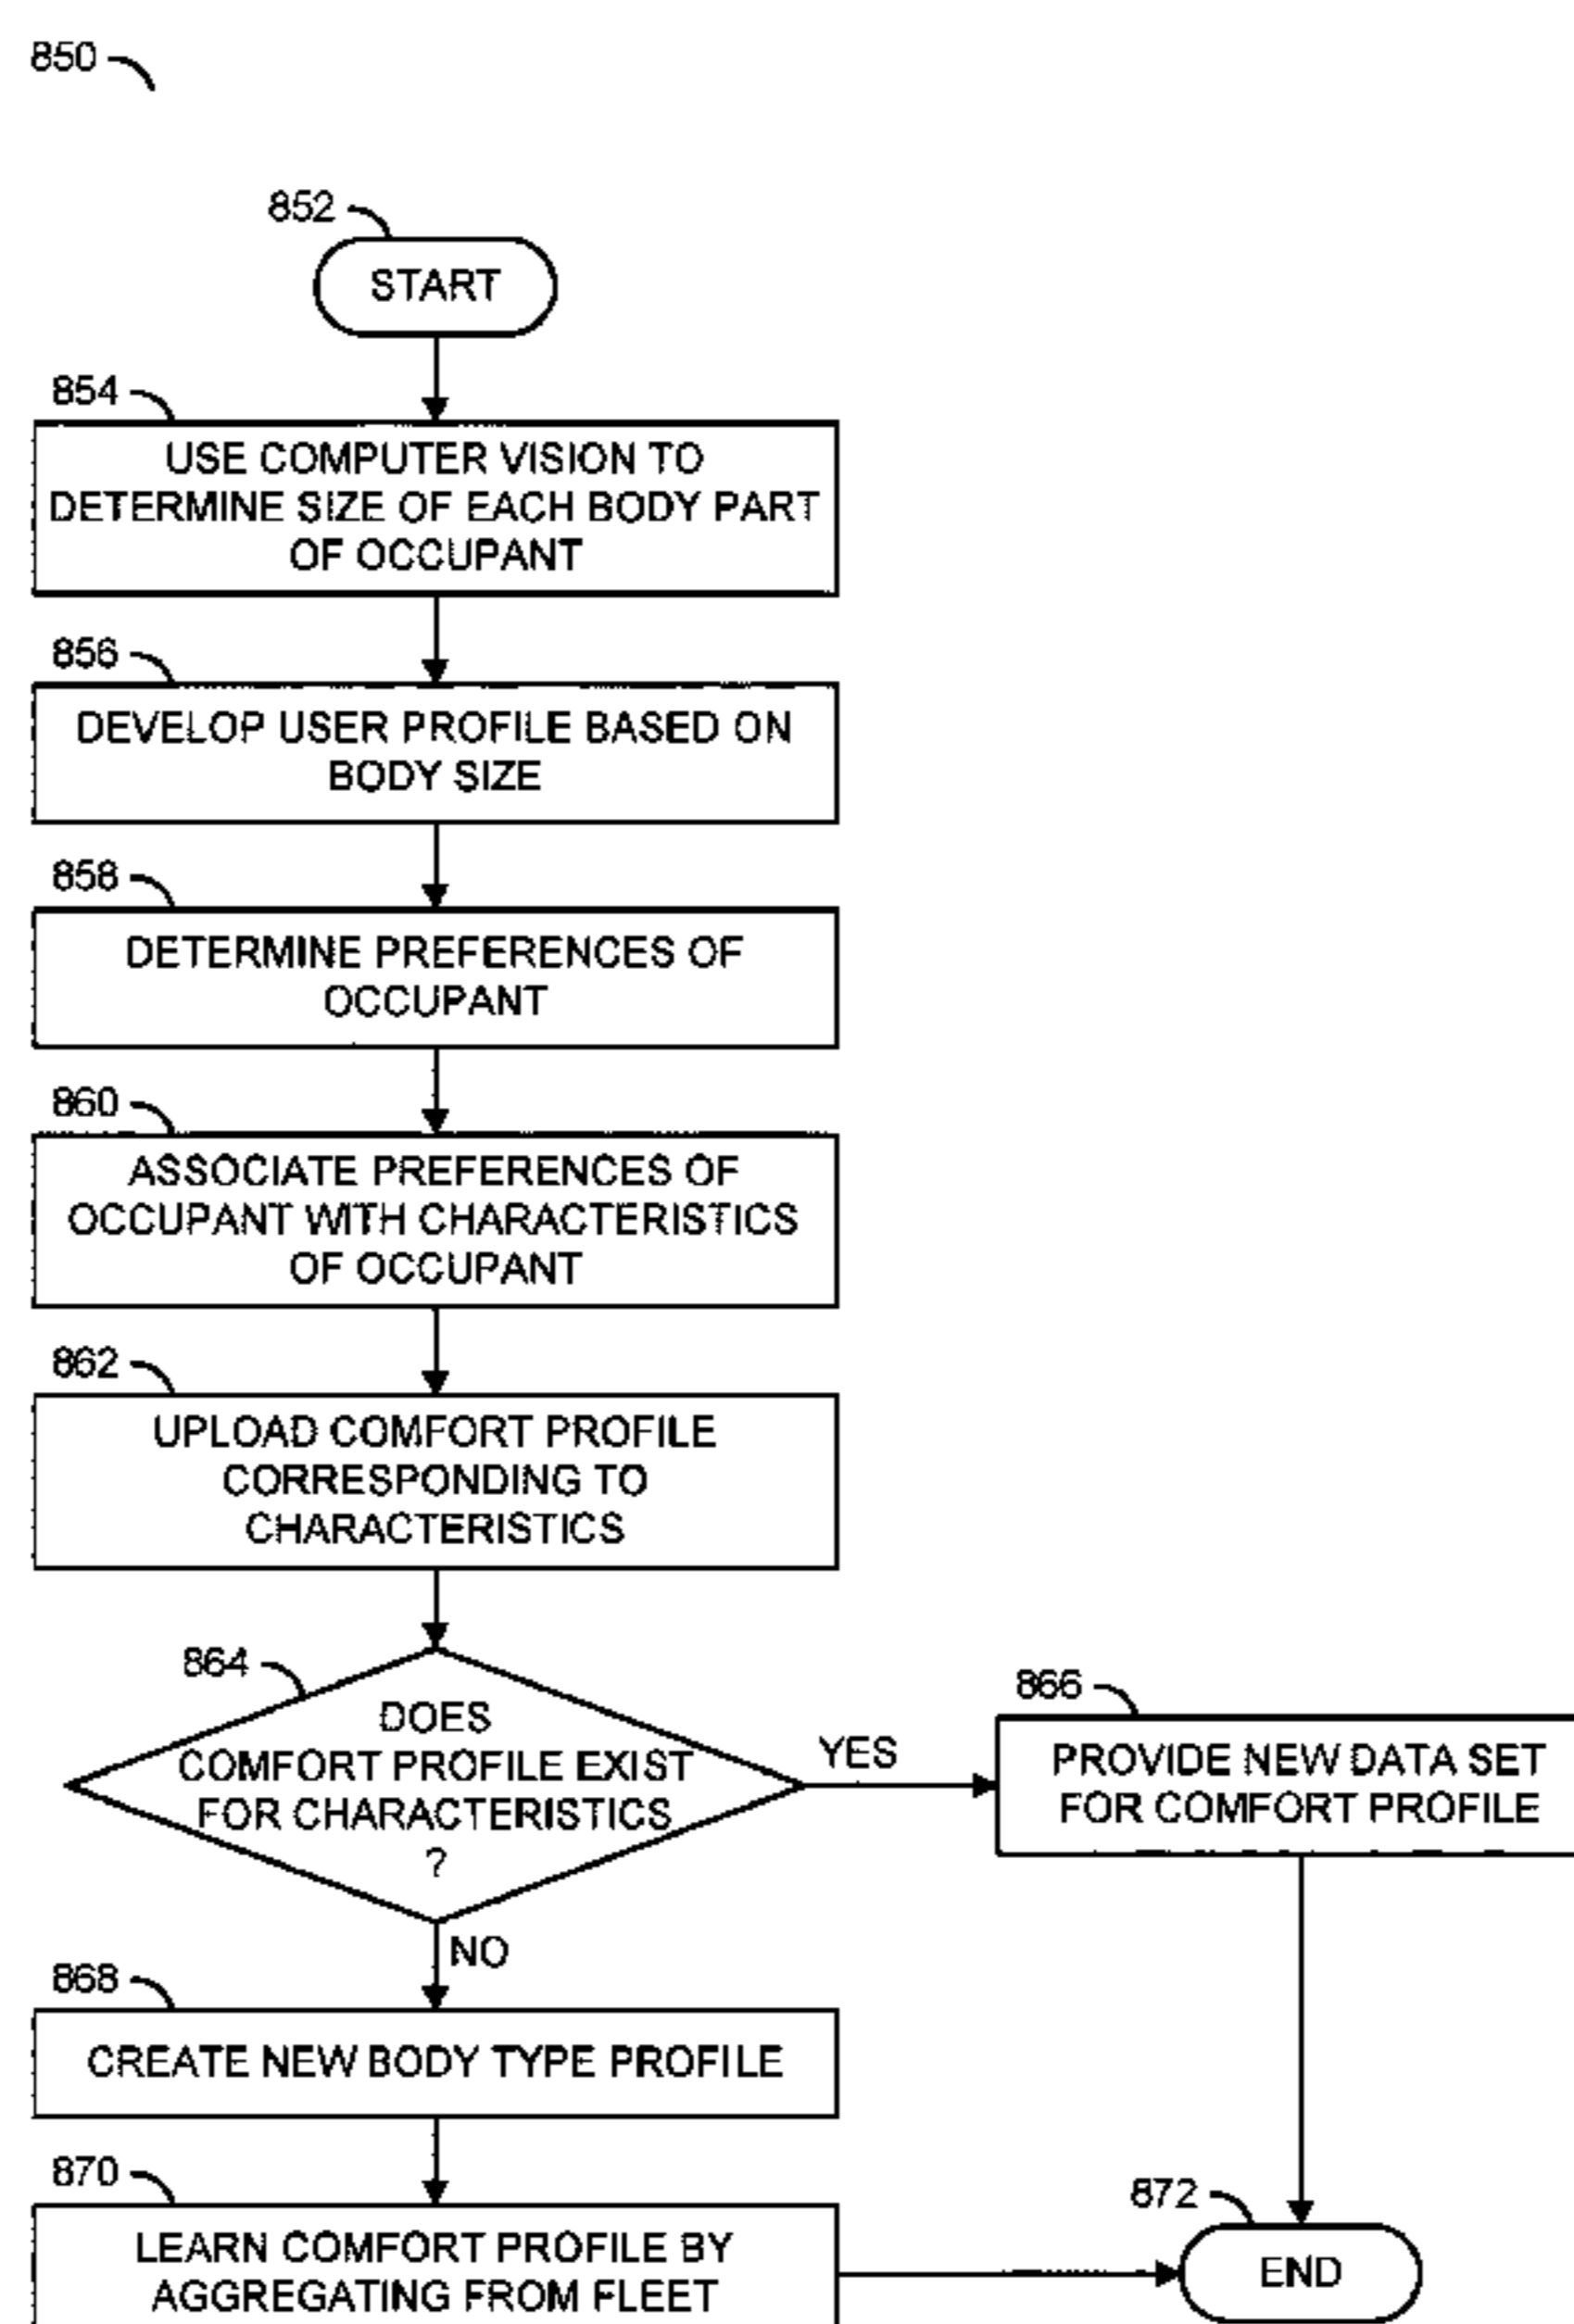 850
852
START
854
USE COMPUTER VISION TO
DETERMINE SIZE OF EACH BODY PART
OF OCCUPANT
856
DEVELOP USER PROFILE BASED ON
BODY SIZE
858
DETERMINE PREFERENCES OF
OCCUPANT
860
ASSOCIATE PREFERENCES OF
OCCUPANT WITH CHARACTERISTICS
OF OCCUPANT
862
UPLOAD COMFORT PROFILE
CORRESPONDING TO
CHARACTERISTICS
864
DOES
COMFORT PROFILE EXIST
FOR CHARACTERISTICS
?
YES
866
PROVIDE NEW DATA SET
FOR COMFORT PROFILE
NO
868
CREATE NEW BODY TYPE PROFILE
870
LEARN COMFORT PROFILE BY
AGGREGATING FROM FLEET
872
END